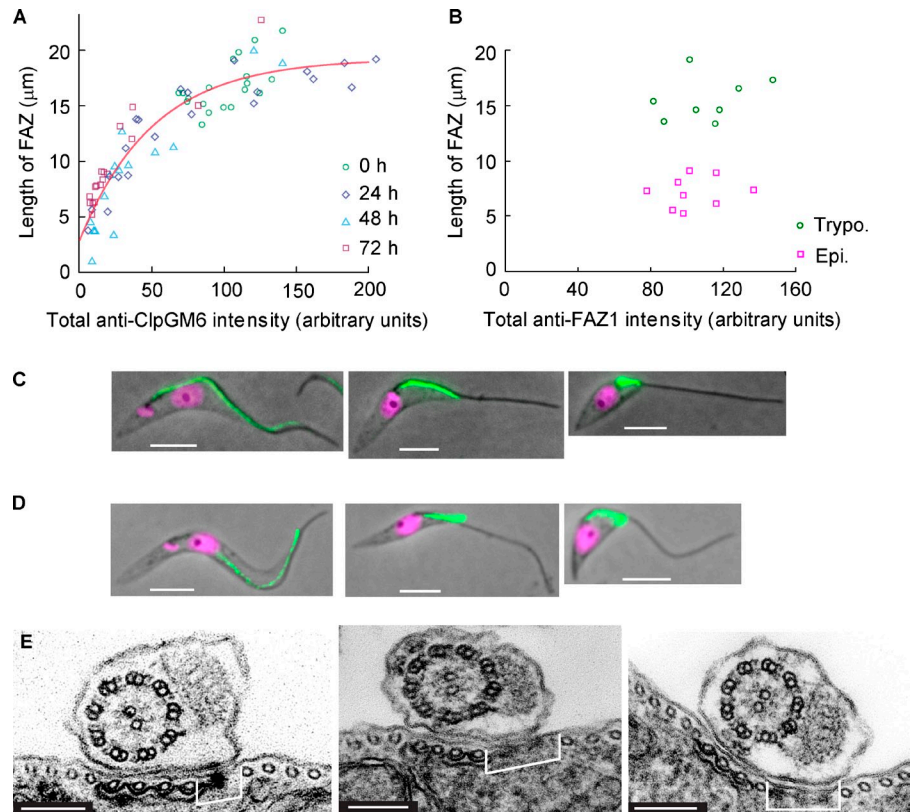 A
B
Length of FAZ (μm)
20
15
10
5
0
0 50 100 150 200
Total anti-ClpGM6 intensity (arbitrary units)
0 h
24 h
48 h
72 h
Length of FAZ (μm)
20
15
10
5
0
0 40 80 120 160
Total anti-FAZ1 intensity (arbitrary units)
Trypo.
Epi.
C
D
E